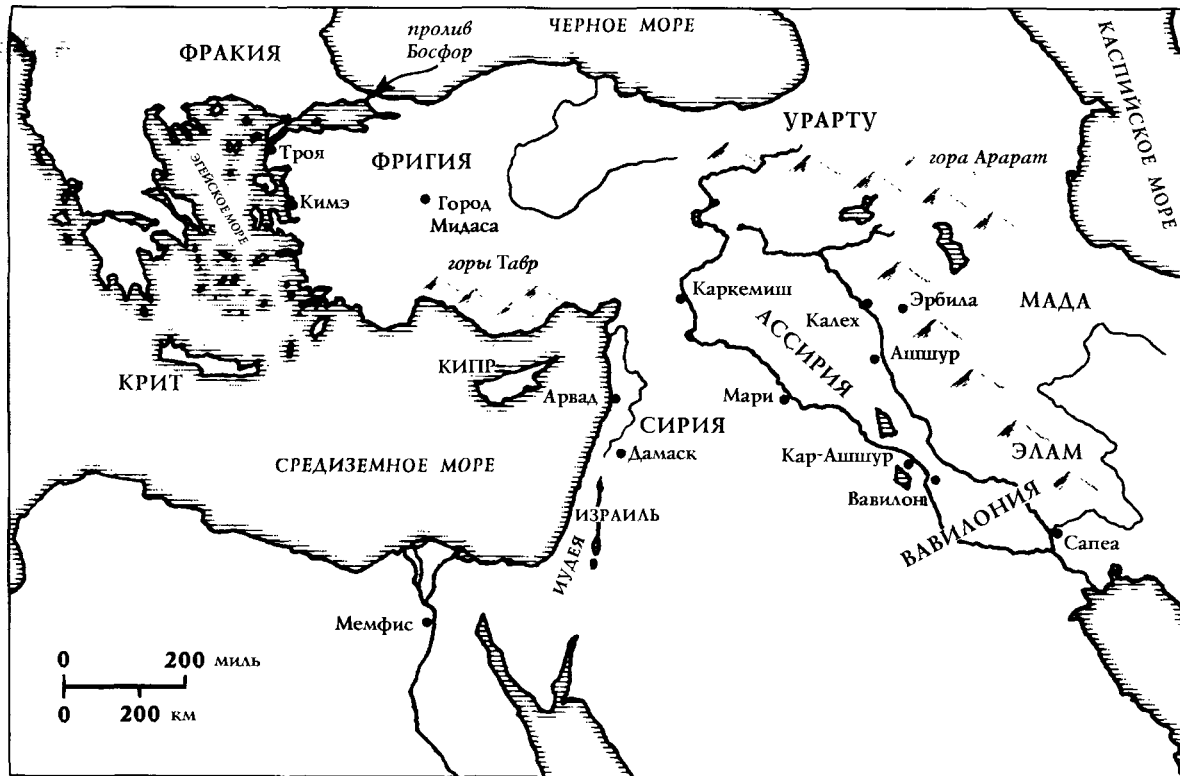 ЧЕРНОЕ МОРЕ
пролив
Босфор
ФРАКИЯ
КАСПИЙСКОЕ МОРЕ
УРАРТУ
гора Арарат
Троя
ФРИГИЯ
ЭГЕЙСКОЕ МОРЕ
Кимэ
Город
Мидаса
горы Тавр
Каркемиш
Калех
Эрбила
МАДА
АССИРИЯ
Ашшур
КРИТ
КИПР
Арвад
Мари
СИРИЯ
Дамаск
СРЕДИЗЕМНОЕ МОРЕ
Кар-Ашшур
ЭЛАМ
Вавилон
ВАВИЛОНИЯ
ИЗРАИЛЬ
Сапеа
ИУДЕЯ
Мемфис
0 200 миль
0 200 км